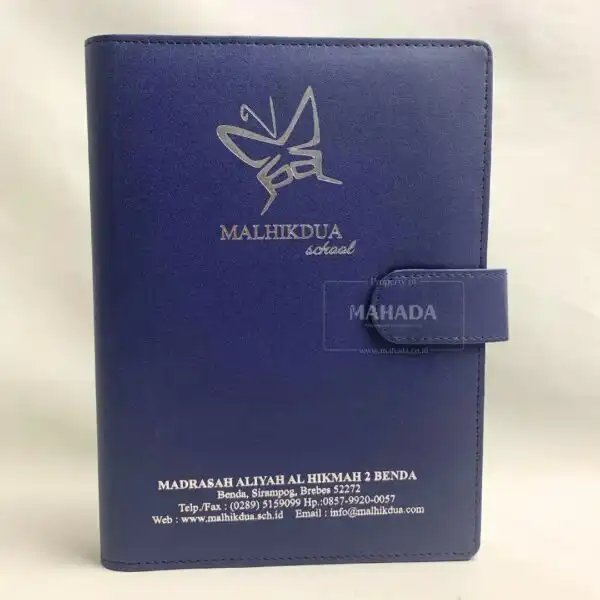 MALHIKDUA
school
Property of
MAHADA
www.mahada.co.id
MADRASAH ALIYAH AL HIKMAH 2 BENDA
Benda, Sirampog, Brebes 52272
Telp./Fax : (0289) 5159099 Hp.:0857-9920-0057
Web : www.malhikdua.sch.id Email : info@malhikdua.com